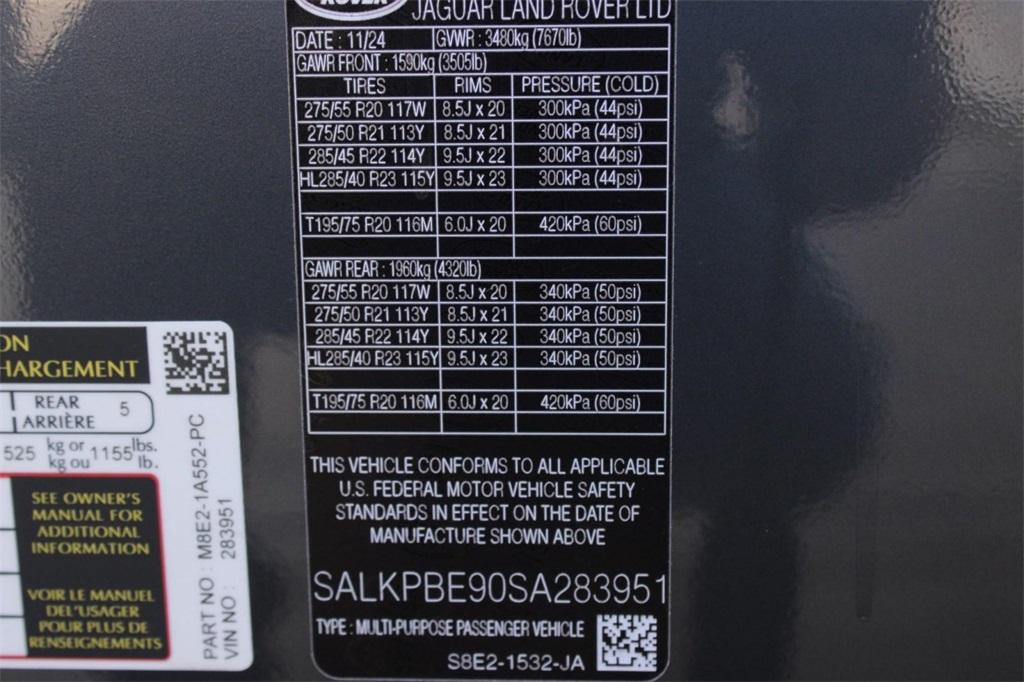 ROVER
JAGUAR LAND ROVER LTD
DATE : 11/24 GVWR : 3480kg (7670lb)
GAWR FRONT : 1590kg (3505lb)
TIRES RIMS PRESSURE (COLD)
275/55 R20 117W 8.5J x 20 300kPa (44psi)
275/50 R21 113Y 8.5J x 21 300kPa (44psi)
285/45 R22 114Y 9.5J x 22 300kPa (44psi)
HL285/40 R23 115Y 9.5J x 23 300kPa (44psi)
T195/75 R20 116M 6.0J x 20 420kPa (60psi)
GAWR REAR : 1960kg (4320lb)
275/55 R20 117W 8.5J x 20 340kPa (50psi)
275/50 R21 113Y 8.5J x 21 340kPa (50psi)
285/45 R22 114Y 9.5J x 22 340kPa (50psi)
HL285/40 R23 115Y 9.5J x 23 340kPa (50psi)
T195/75 R20 116M 6.0J x 20 420kPa (60psi)
THIS VEHICLE CONFORMS TO ALL APPLICABLE
U.S. FEDERAL MOTOR VEHICLE SAFETY
STANDARDS IN EFFECT ON THE DATE OF
MANUFACTURE SHOWN ABOVE
SALKPBE90SA283951
TYPE : MULTI-PURPOSE PASSENGER VEHICLE
S8E2-1532-JA
ON
HARGEMENT
REAR 5
ARRIÈRE
525 kg or 1155 lbs.
kg ou lb.
SEE OWNER'S
MANUAL FOR
ADDITIONAL
INFORMATION
VOIR LE MANUEL
DEL'USAGER
POUR PLUS DE
RENSEIGNEMENTS
PART NO : M8E2-1A552-PC
VIN NO : 283951